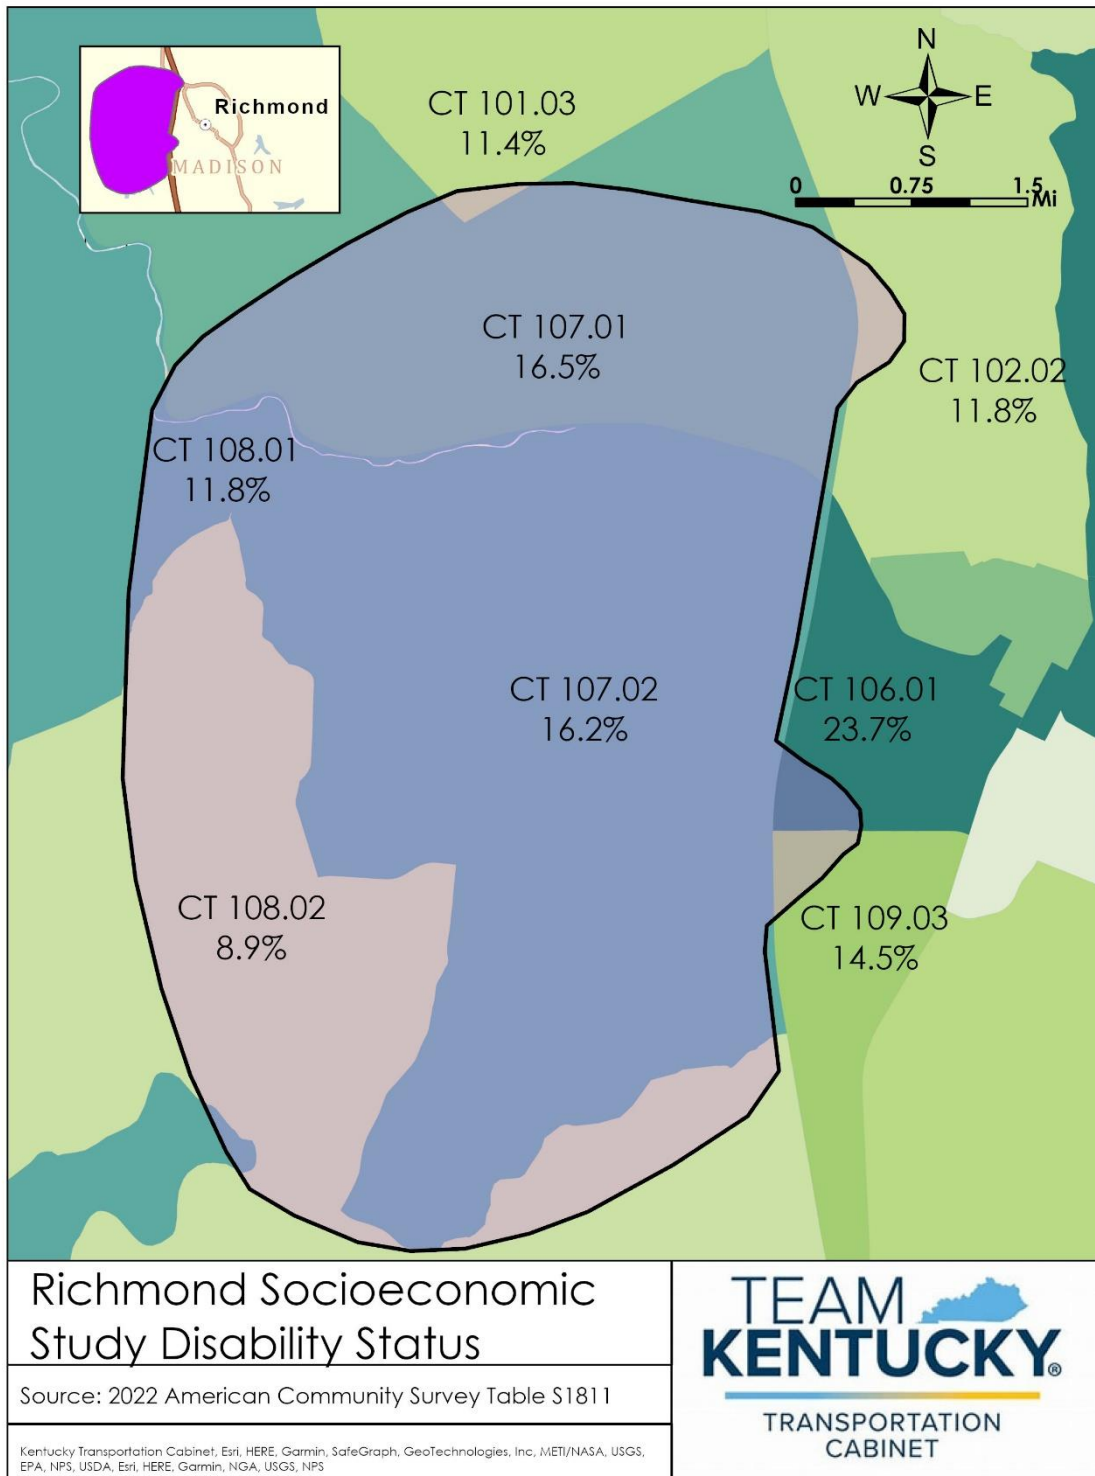 Richmond
MADISON
N
W E
S
0 0.75 1.5
Mi
CT 101.03
11.4%
CT 107.01
16.5%
CT 102.02
11.8%
CT 108.01
11.8%
CT 107.02
16.2%
CT 106.01
23.7%
CT 108.02
8.9%
CT 109.03
14.5%
Richmond Socioeconomic
Study Disability Status
Source: 2022 American Community Survey Table S1811
Kentucky Transportation Cabinet, Esri, HERE, Garmin, SafeGraph, GeoTechnologies, Inc, METI/NASA, USGS,
EPA, NPS, USDA, Esri, HERE, Garmin, NGA, USGS, NPS
TEAM
KENTUCKY®
TRANSPORTATION
CABINET